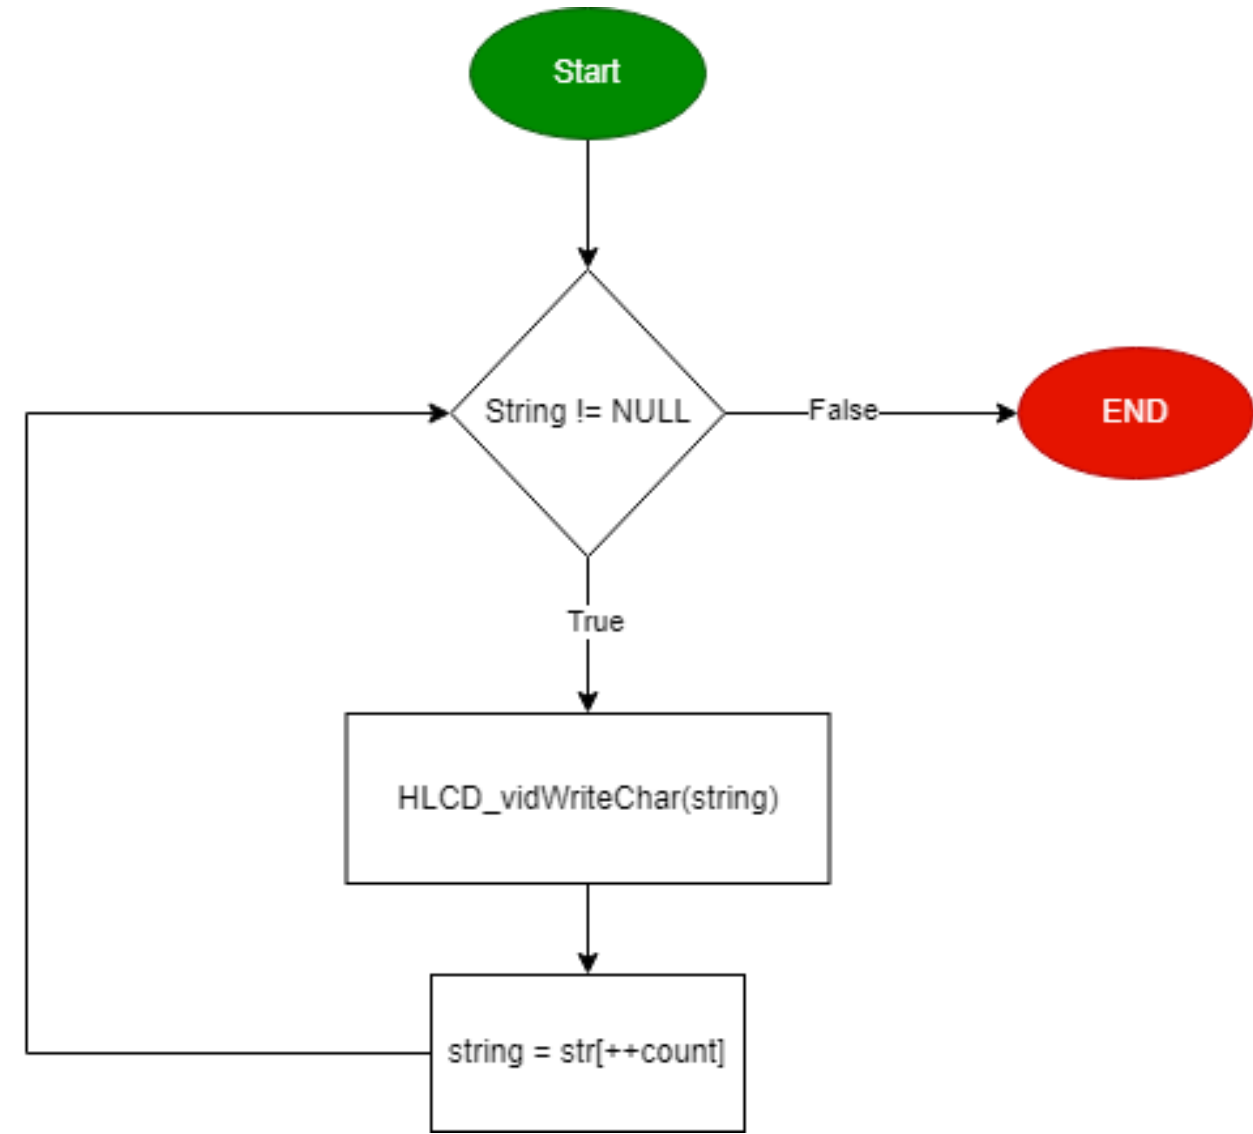 Start
String != NULL
False
END
True
HLCD_vidWriteChar(string)
string = str[++count]